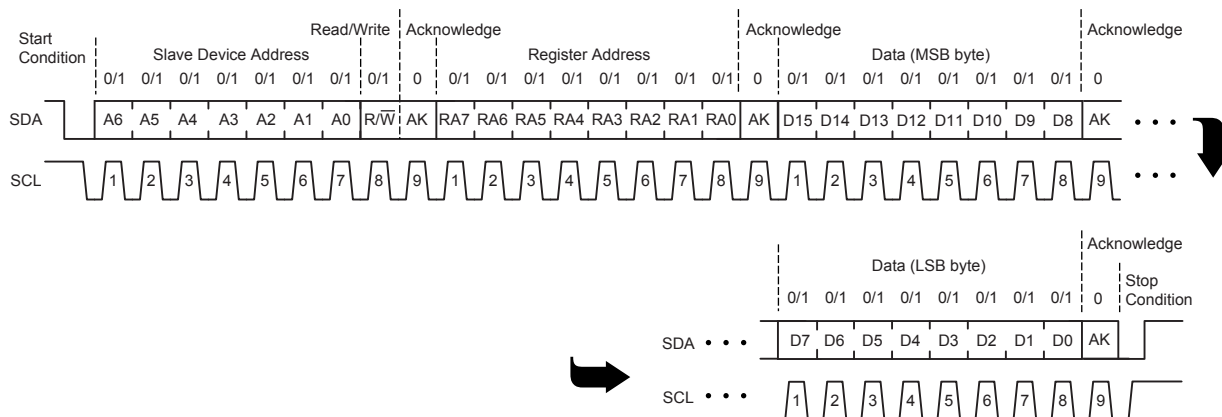 Start Condition
Slave Device Address
Read/Write
Acknowledge
Register Address
Acknowledge
Data (MSB byte)
Acknowledge
0/1 0/1 0/1 0/1 0/1 0/1 0/1 0/1 0 0/1 0/1 0/1 0/1 0/1 0/1 0/1 0/1 0 0/1 0/1 0/1 0/1 0/1 0/1 0/1 0/1 0
SDA A6 A5 A4 A3 A2 A1 A0 R/W̅ AK RA7 RA6 RA5 RA4 RA3 RA2 RA1 RA0 AK D15 D14 D13 D12 D11 D10 D9 D8 AK • • •
SCL 1 2 3 4 5 6 7 8 9 1 2 3 4 5 6 7 8 9 1 2 3 4 5 6 7 8 9 • • •
Data (LSB byte)
Acknowledge
Stop Condition
0/1 0/1 0/1 0/1 0/1 0/1 0/1 0/1 0
SDA • • • D7 D6 D5 D4 D3 D2 D1 D0 AK
SCL • • • 1 2 3 4 5 6 7 8 9